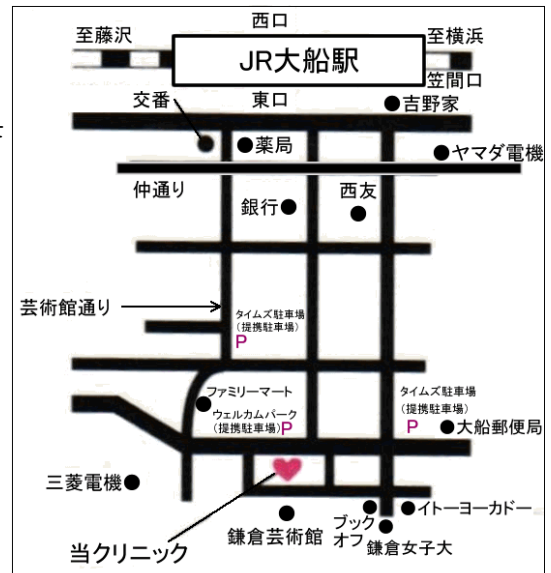 西口
至藤沢
JR大船駅
至横浜
笠間口
交番
東口
吉野家
薬局
ヤマダ電機
仲通り
銀行
西友
芸術館通り
タイムズ駐車場
(提携駐車場)
P
ファミリーマート
ウェルカムパーク
(提携駐車場)
P
タイムズ駐車場
(提携駐車場)
P
大船郵便局
三菱電機
当クリニック
鎌倉芸術館
ブック
オフ
イトーヨーカドー
鎌倉女子大